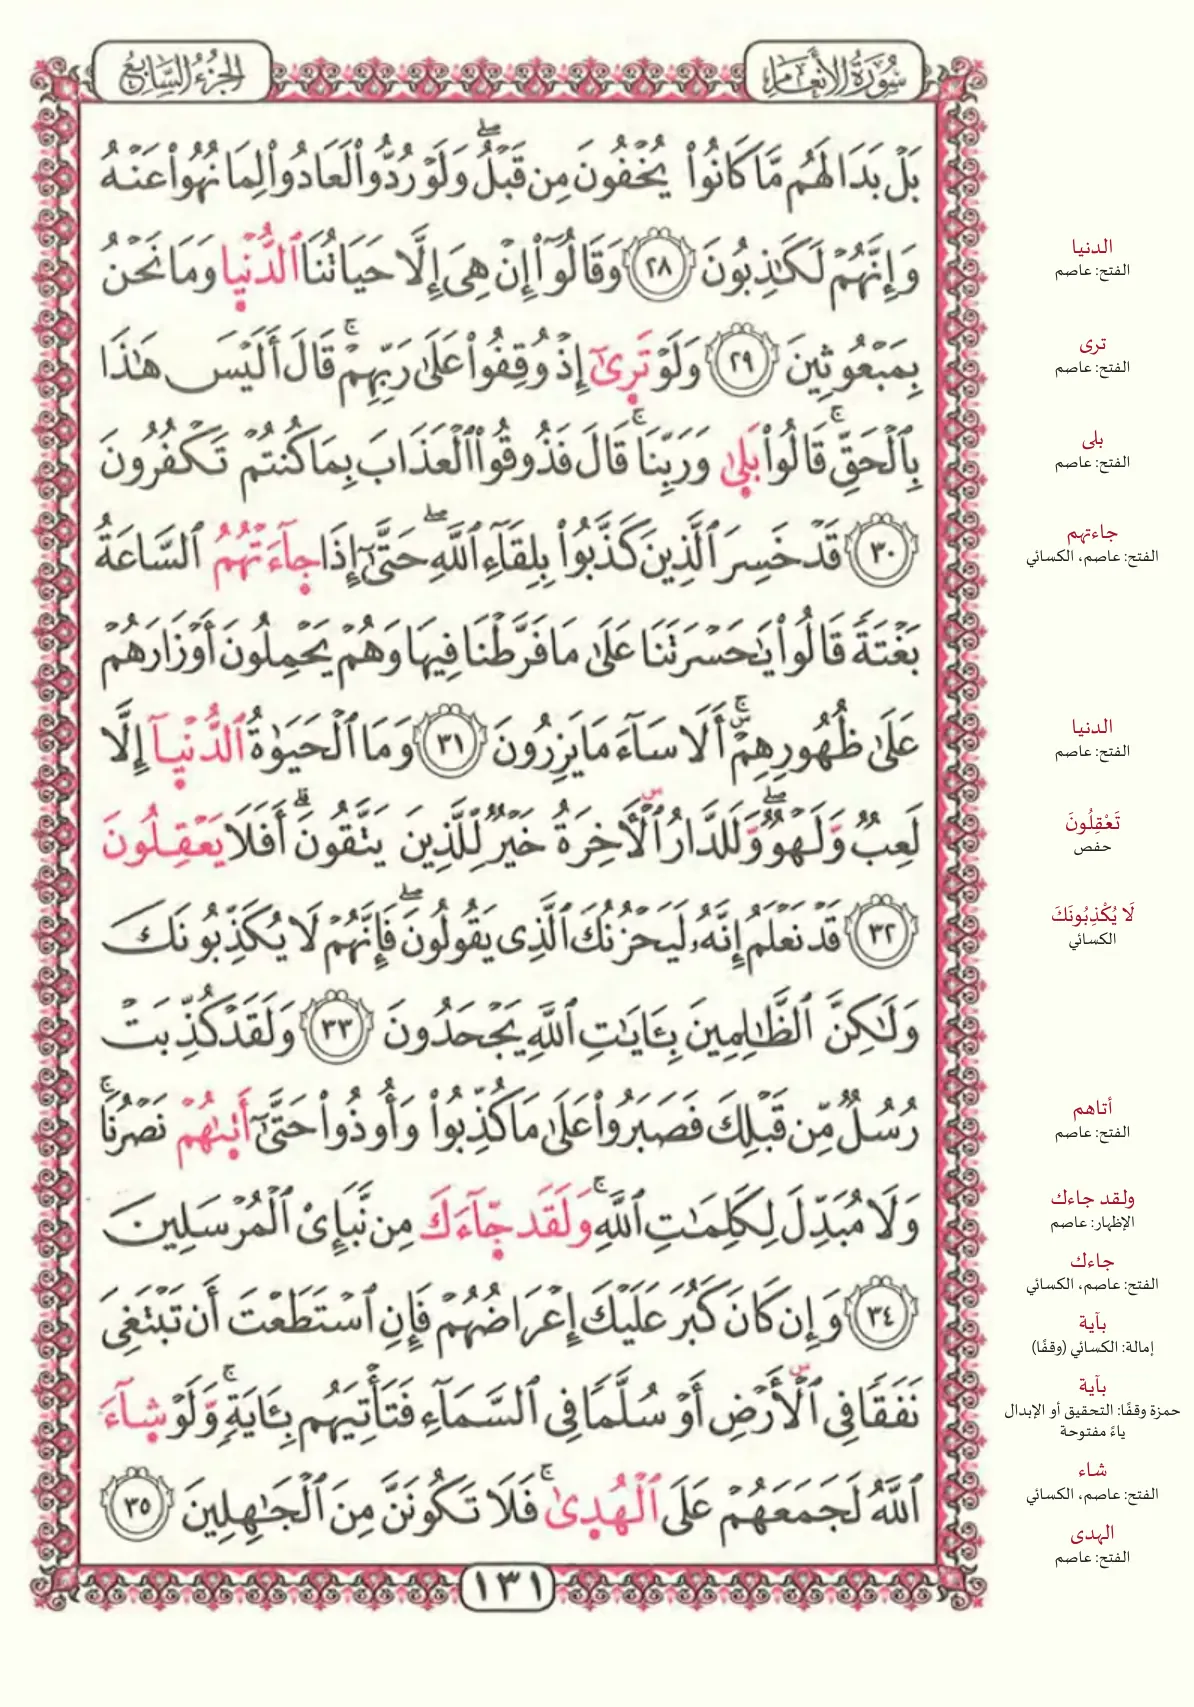 سُورَةُ الأَنْعَامِ
الجُزْءُ السَّابِعُ
بَلْ بَدَا لَهُم مَّا كَانُوا۟ يُخْفُونَ مِن قَبْلُ ۖ وَلَوْ رُدُّوا۟ لَعَادُوا۟ لِمَا نُهُوا۟ عَنْهُ
وَإِنَّهُمْ لَكَٰذِبُونَ ٢٨ وَقَالُوٓا۟ إِنْ هِىَ إِلَّا حَيَاتُنَا ٱلدُّنْيٜا وَمَا نَحْنُ
بِمَبْعُوثِينَ ٢٩ وَلَوْ تَرٜىٰٓ إِذْ وُقِفُوا۟ عَلَىٰ رَبِّهِمْ ۚ قَالَ أَلَيْسَ هَٰذَا
بِٱلْحَقِّ ۚ قَالُوا۟ بَلٜىٰ وَرَبِّنَا ۚ قَالَ فَذُوقُوا۟ ٱلْعَذَابَ بِمَا كُنتُمْ تَكْفُرُونَ
٣٠ قَدْ خَسِرَ ٱلَّذِينَ كَذَّبُوا۟ بِلِقَآءِ ٱللَّهِ ۖ حَتَّىٰٓ إِذَا جٜآءَتْهُمُ ٱلسَّاعَةُ
بَغْتَةً قَالُوا۟ يَٰحَسْرَتَنَا عَلَىٰ مَا فَرَّطْنَا فِيهَا وَهُمْ يَحْمِلُونَ أَوْزَارَهُمْ
عَلَىٰ ظُهُورِهِمْ ۚ أَلَا سَآءَ مَا يَزِرُونَ ٣١ وَمَا ٱلْحَيَوٰةُ ٱلدُّنْيٜآ إِلَّا
لَعِبٌ وَلَهْوٌ ۖ وَلَلدَّارُ ٱلْأَخِرَةُ خَيْرٌ لِّلَّذِينَ يَتَّقُونَ ۗ أَفَلَا يَعْقِلُونَ
٣٢ قَدْ نَعْلَمُ إِنَّهُۥ لَيَحْزُنُكَ ٱلَّذِى يَقُولُونَ ۖ فَإِنَّهُمْ لَا يُكَذِّبُونَكَ
وَلَٰكِنَّ ٱلظَّٰلِمِينَ بِـَٔايَٰتِ ٱللَّهِ يَجْحَدُونَ ٣٣ وَلَقَدْ كُذِّبَتْ
رُسُلٌ مِّن قَبْلِكَ فَصَبَرُوا۟ عَلَىٰ مَا كُذِّبُوا۟ وَأُوذُوا۟ حَتَّىٰٓ أَتٜىٰهُمْ نَصْرُنَا ۚ
وَلَا مُبَدِّلَ لِكَلِمَٰتِ ٱللَّهِ ۚ وَلَقَد جّٜآءَكَ مِن نَّبَإِى۟ ٱلْمُرْسَلِينَ
٣٤ وَإِن كَانَ كَبُرَ عَلَيْكَ إِعْرَاضُهُمْ فَإِنِ ٱسْتَطَعْتَ أَن تَبْتَغِىَ
نَفَقًا فِى ٱلْأَرْضِ أَوْ سُلَّمًا فِى ٱلسَّمَآءِ فَتَأْتِيَهُم بِـَٔايَةٍ ۚ وَلَوْ شٜآءَ
ٱللَّهُ لَجَمَعَهُمْ عَلَى ٱلْهُدٜىٰ ۚ فَلَا تَكُونَنَّ مِنَ ٱلْجَٰهِلِينَ ٣٥
١٣١
الدنيا
الفتح: عاصم
ترى
الفتح: عاصم
بلى
الفتح: عاصم
جاءتهم
الفتح: عاصم، الكسائي
الدنيا
الفتح: عاصم
تَعْقِلُونَ
حفص
لَا يُكْذِبُونَكَ
الكسائي
أتاهم
الفتح: عاصم
ولقد جاءك
الإظهار: عاصم
جاءك
الفتح: عاصم، الكسائي
بآية
إمالة: الكسائي (وقفًا)
بآية
حمزة وقفًا: التحقيق أو الإبدال
ياءً مفتوحة
شاء
الفتح: عاصم، الكسائي
الهدى
الفتح: عاصم